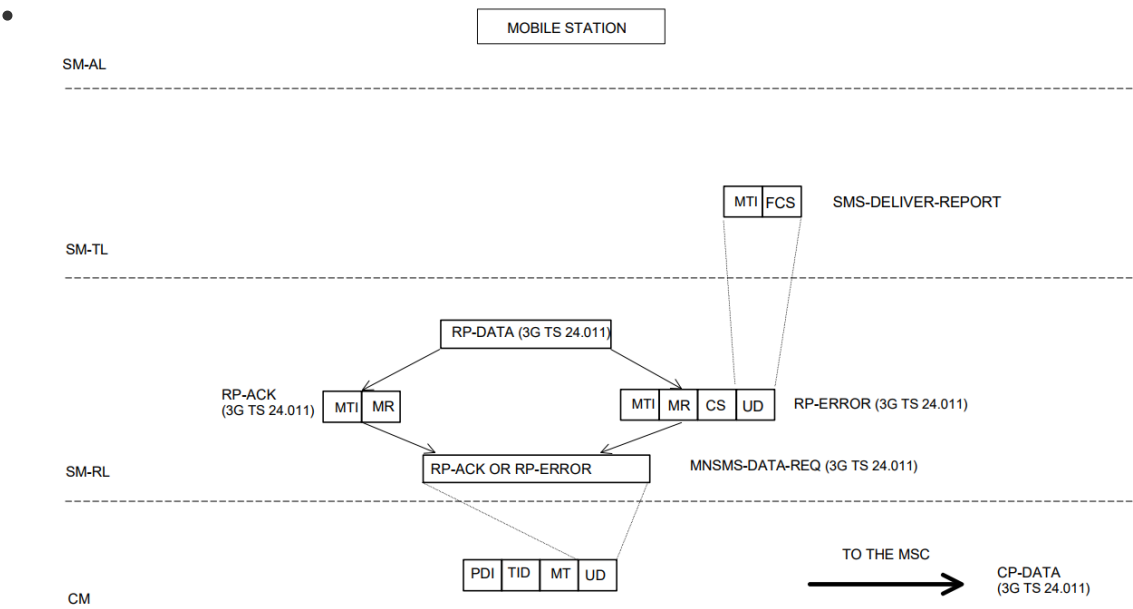 MOBILE STATION
SM-AL
MTI FCS SMS-DELIVER-REPORT
SM-TL
RP-DATA (3G TS 24.011)
RP-ACK
(3G TS 24.011)
MTI MR
MTI MR CS UD
RP-ERROR (3G TS 24.011)
SM-RL
RP-ACK OR RP-ERROR
MNSMS-DATA-REQ (3G TS 24.011)
PDI TID MT UD
TO THE MSC
CP-DATA
(3G TS 24.011)
CM